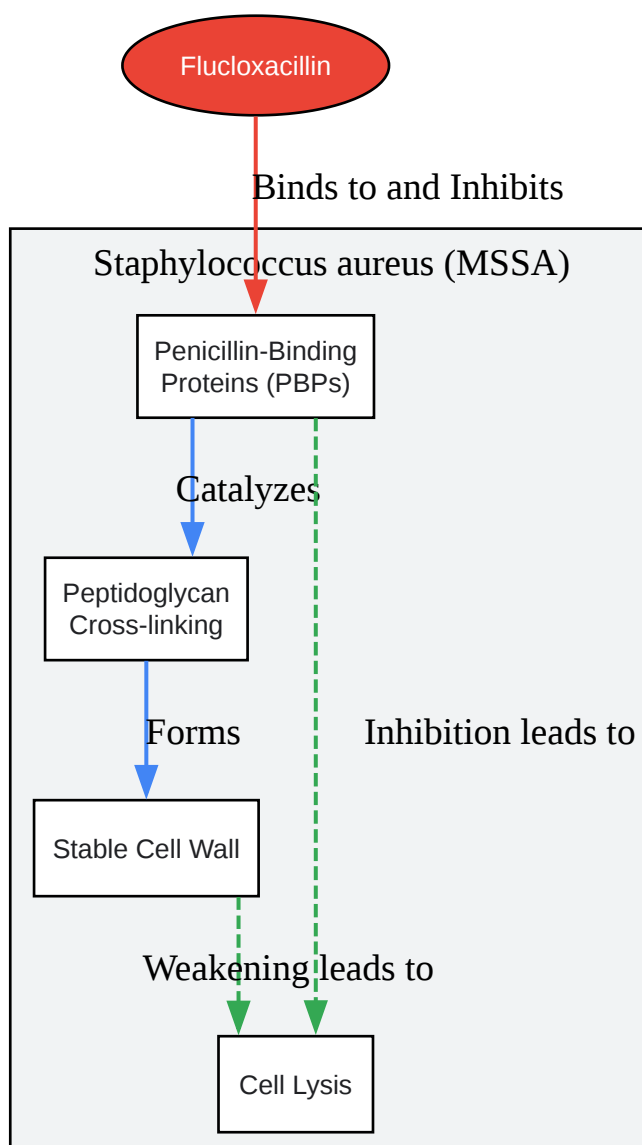 Flucloxacillin
Binds to and Inhibits
Staphylococcus aureus (MSSA)
Penicillin-Binding
Proteins (PBPs)
Catalyzes
Peptidoglycan
Cross-linking
Forms
Inhibition leads to
Stable Cell Wall
Weakening leads to
Cell Lysis